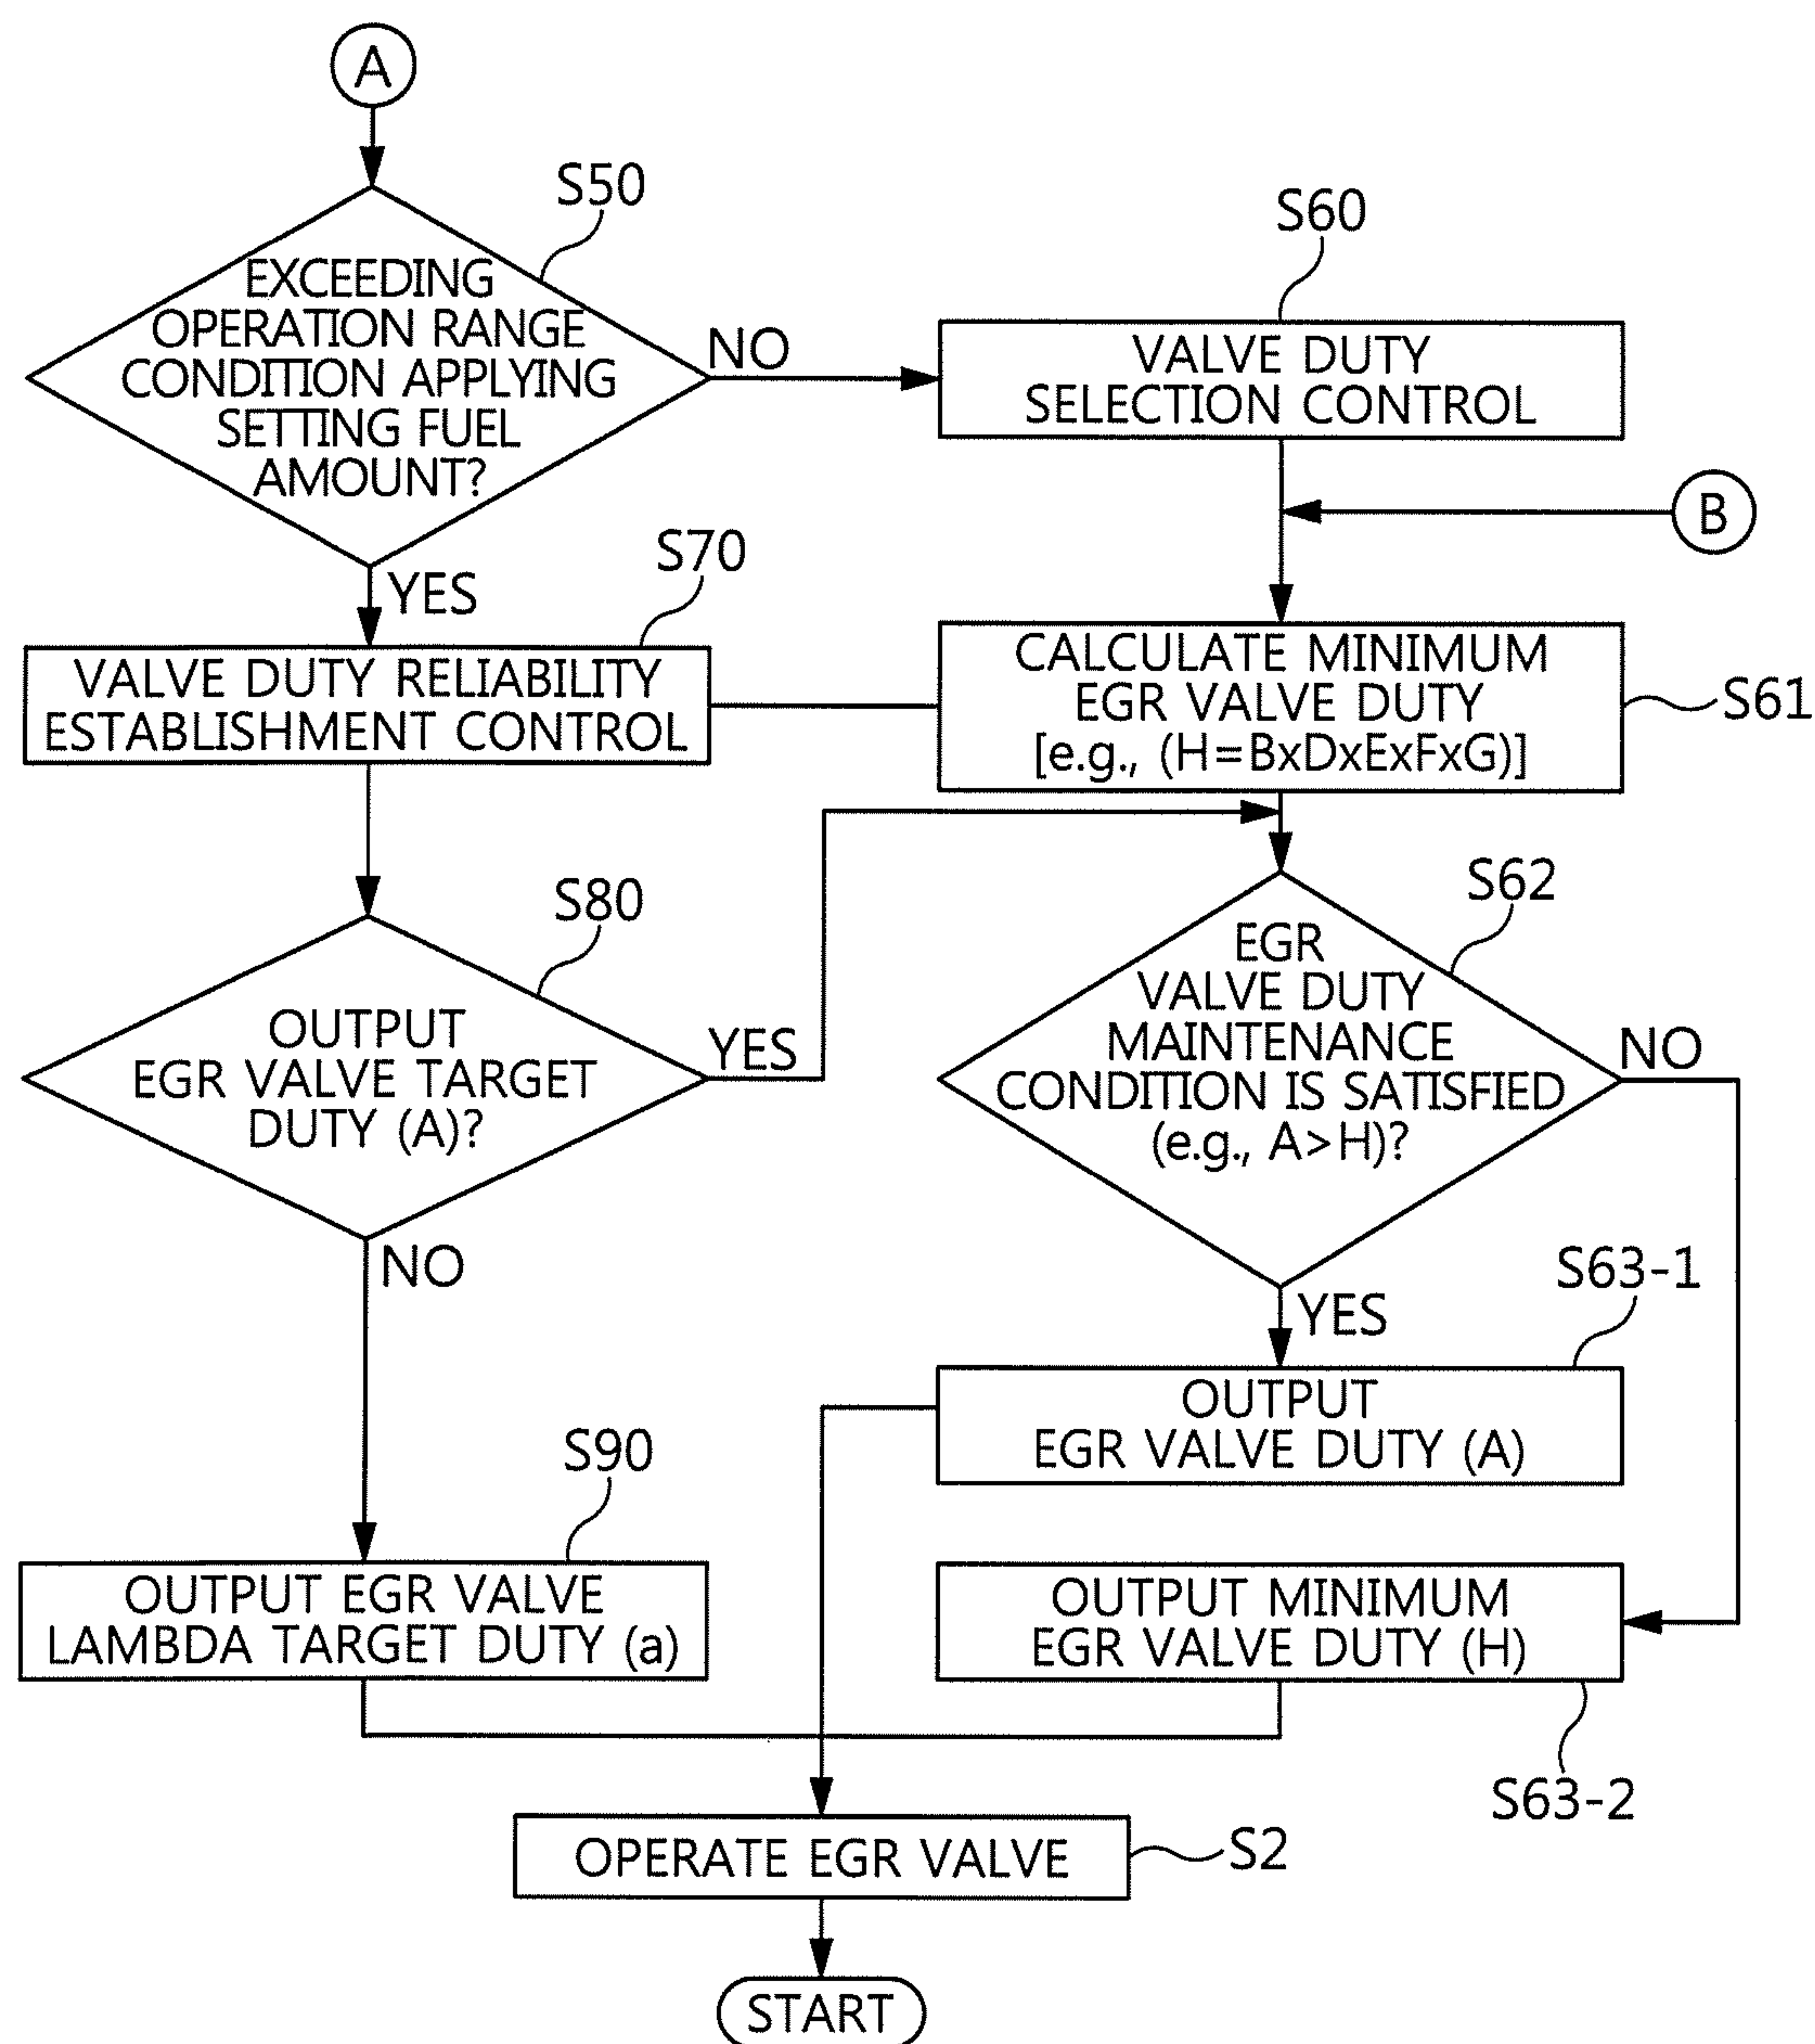 A
S50
EXCEEDING
OPERATION RANGE
CONDITION APPLYING
SETTING FUEL
AMOUNT?
NO
YES
S60
VALVE DUTY
SELECTION CONTROL
B
S70
VALVE DUTY RELIABILITY
ESTABLISHMENT CONTROL
CALCULATE MINIMUM
EGR VALVE DUTY
[e.g., (H=BxDxExFxG)]
S61
S80
OUTPUT
EGR VALVE TARGET
DUTY (A)?
YES
NO
S62
EGR
VALVE DUTY
MAINTENANCE
CONDITION IS SATISFIED
(e.g., A>H)?
NO
YES
S63-1
OUTPUT
EGR VALVE DUTY (A)
S90
OUTPUT EGR VALVE
LAMBDA TARGET DUTY (a)
OUTPUT MINIMUM
EGR VALVE DUTY (H)
S63-2
OPERATE EGR VALVE
S2
START